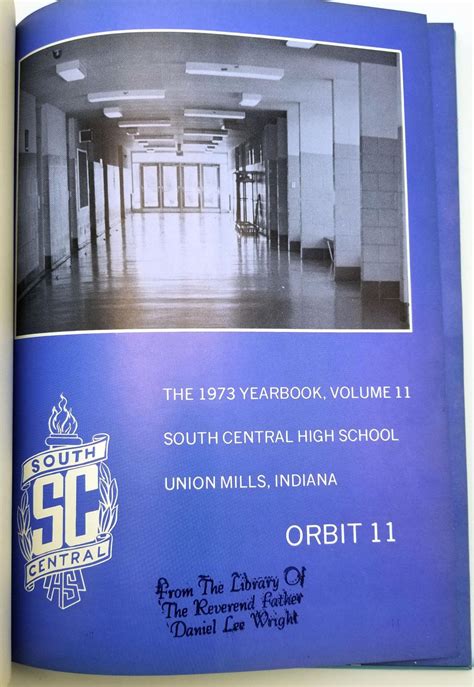 THE 1973 YEARBOOK, VOLUME 11
SOUTH CENTRAL HIGH SCHOOL
UNION MILLS, INDIANA
ORBIT 11
SOUTH
SC
CENTRAL
HS
From The Library Of
The Reverend Father
Daniel Lee Wright